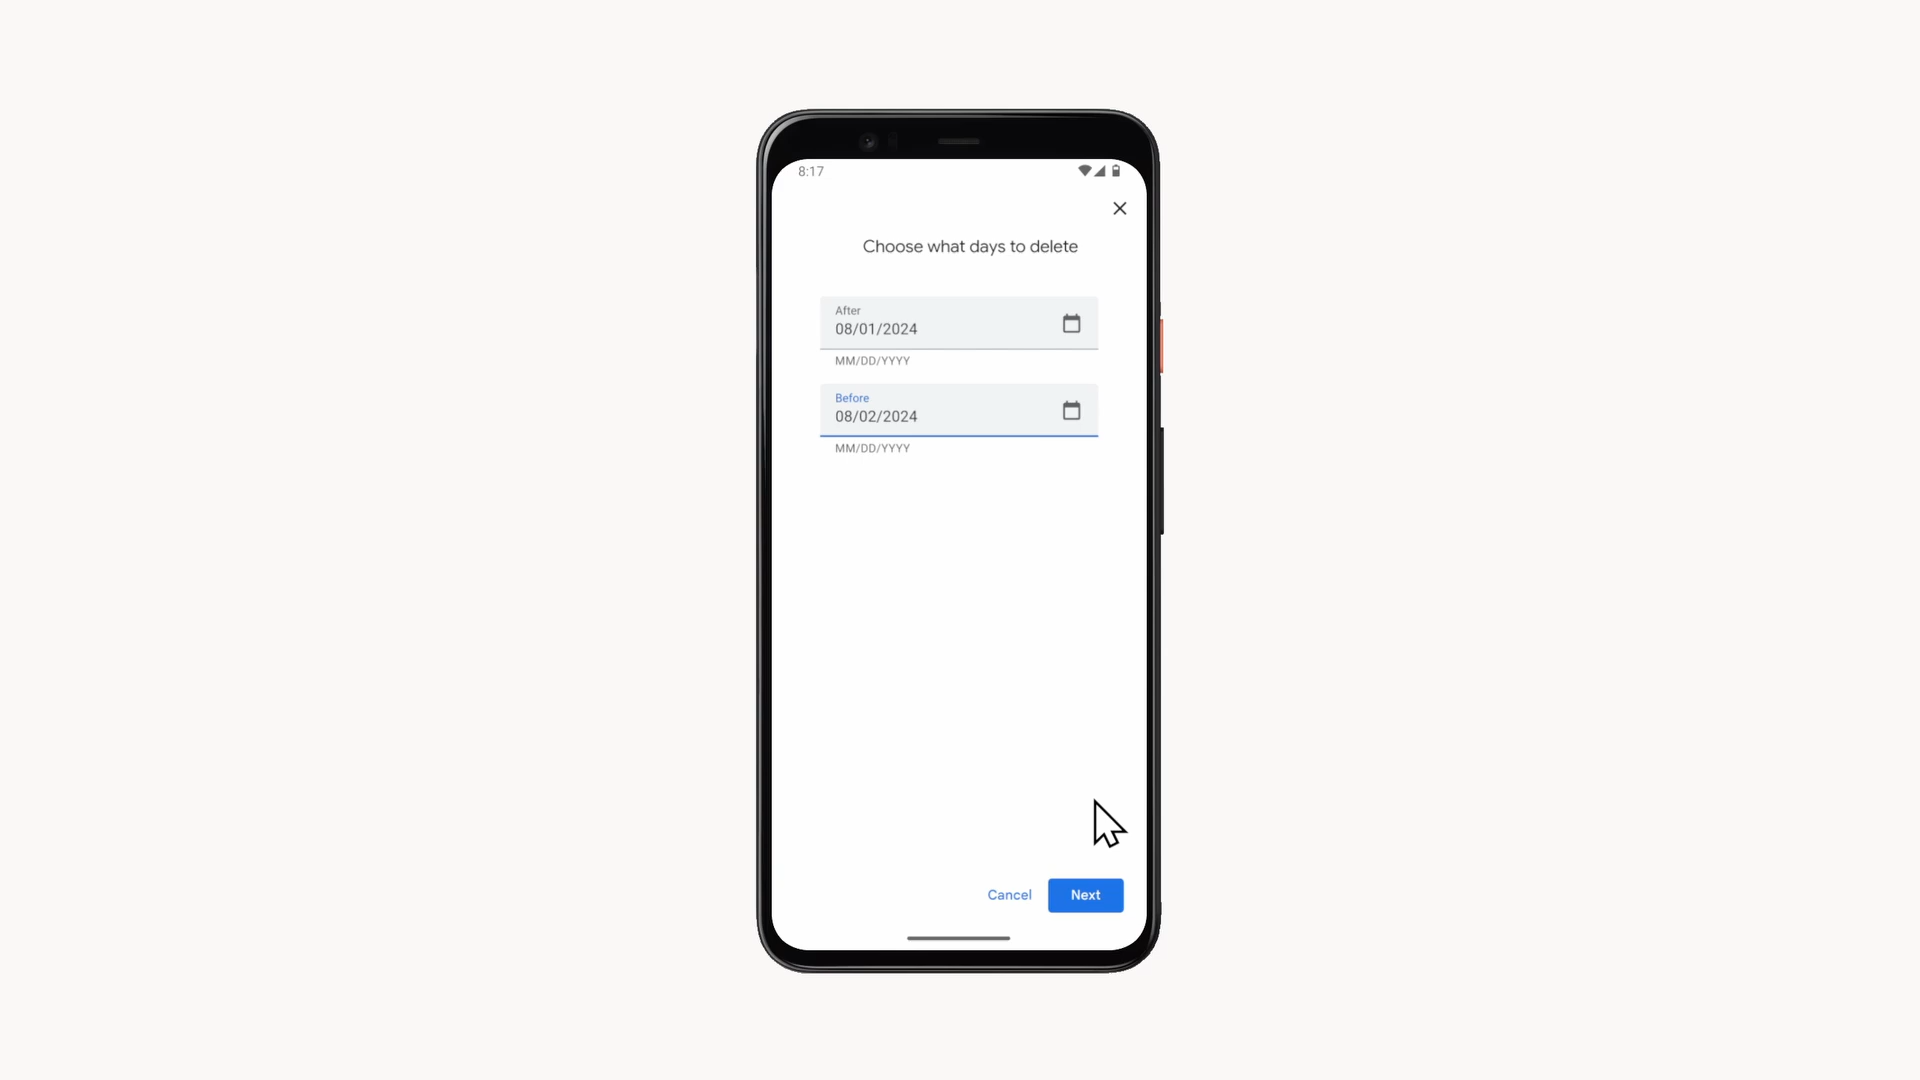 8:17
Choose what days to delete
After
08/01/2024
MM/DD/YYYY
Before
08/02/2024
MM/DD/YYYY
Cancel Next